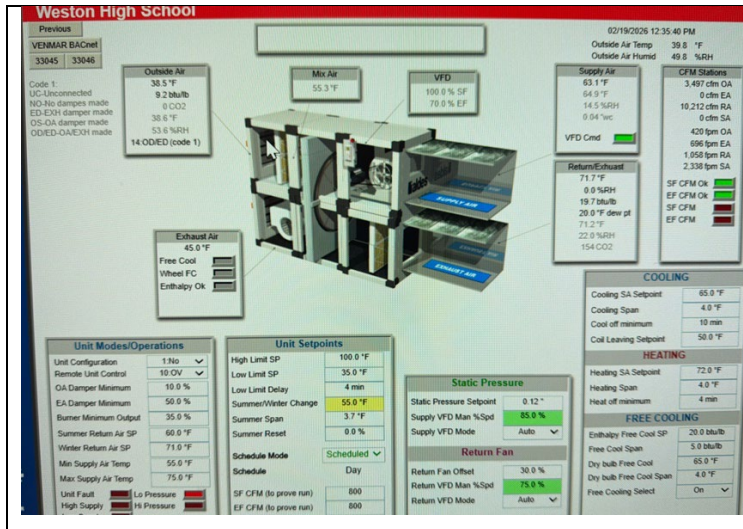 Weston High School
Previous
VENMAR BACnet
33045 33046
02/19/2026 12:35:40 PM
Outside Air Temp 39.8 °F
Outside Air Humid 49.8 %RH
Code 1:
UC-Unconnected
NO-No dampes made
ED-EXH damper made
OS-OA damper made
OD/ED-OA/EXH made
Outside Air
38.5 °F
9.2 btu/lb
0 CO2
38.6 °F
53.6 %RH
14:OD/ED (code 1)
Mix Air
55.3 °F
VFD
100.0 % SF
70.0 % EF
Supply Air
63.1 °F
64.9 °F
14.5 %RH
0.04 "wc
VFD Cmd
CFM Stations
3,497 cfm OA
0 cfm EA
10,212 cfm RA
0 cfm SA
420 fpm OA
696 fpm EA
1,058 fpm RA
2,338 fpm SA
SF CFM Ok
EF CFM Ok
SF CFM
EF CFM
Return/Exhuast
71.7 °F
0.0 %RH
19.7 btu/lb
20.0 °F dew pt
71.2 °F
22.0 %RH
154 CO2
SUPPLY AIR
EXHAUST AIR
Exhaust Air
45.0 °F
Free Cool
Wheel FC
Enthalpy Ok
Unit Modes/Operations
Unit Configuration 1:No
Remote Unit Control 10:OV
OA Damper Minimum 10.0 %
EA Damper Minimum 50.0 %
Burner Minimum Output 35.0 %
Summer Return Air SP 60.0 °F
Winter Return Air SP 71.0 °F
Min Supply Air Temp 55.0 °F
Max Supply Air Temp 75.0 °F
Unit Fault Lo Pressure
High Supply Hi Pressure
Unit Setpoints
High Limit SP 100.0 °F
Low Limit SP 35.0 °F
Low Limit Delay 4 min
Summer/Winter Change 55.0 °F
Summer Span 3.7 °F
Summer Reset 0.0 %
Schedule Mode Scheduled
Schedule Day
SF CFM (to prove run) 800
EF CFM (to prove run) 800
Static Pressure
Static Pressure Setpoint 0.12 "
Supply VFD Man %Spd 85.0 %
Supply VFD Mode Auto
Return Fan
Return Fan Offset 30.0 %
Return VFD Man %Spd 75.0 %
Return VFD Mode Auto
COOLING
Cooling SA Setpoint 65.0 °F
Cooling Span 4.0 °F
Cool off minimum 10 min
Coil Leaving Setpoint 50.0 °F
HEATING
Heating SA Setpoint 72.0 °F
Heating Span 4.0 °F
Heat off minimum 4 min
FREE COOLING
Enthalpy Free Cool SP 20.0 btu/lb
Free Cool Span 5.0 btu/lb
Dry bulb Free Cool 65.0 °F
Dry bulb Free Cool Span 4.0 °F
Free Cooling Select On